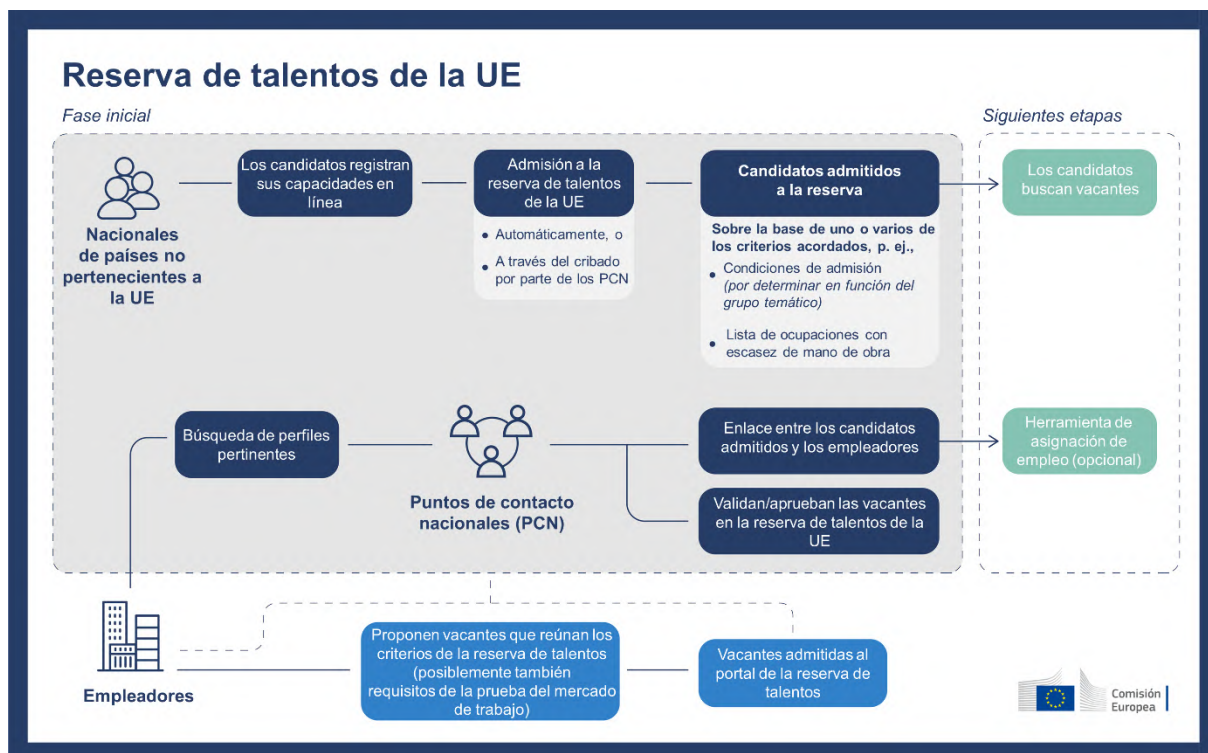 Reserva de talentos de la UE
Fase inicial
Siguientes etapas
Nacionales
de países no
pertenecientes a
la UE
Los candidatos registran
sus capacidades en
línea
Admisión a la
reserva de talentos
de la UE
• Automáticamente, o
• A través del cribado
por parte de los PCN
Candidatos admitidos
a la reserva
Sobre la base de uno o varios de
los criterios acordados, p. ej.,
• Condiciones de admisión
(por determinar en función del
grupo temático)
• Lista de ocupaciones con
escasez de mano de obra
Los candidatos
buscan vacantes
Búsqueda de perfiles
pertinentes
Puntos de contacto
nacionales (PCN)
Enlace entre los candidatos
admitidos y los empleadores
Validan/aprueban las vacantes
en la reserva de talentos de la
UE
Herramienta de
asignación de
empleo (opcional)
Empleadores
Proponen vacantes que reúnan los
criterios de la reserva de talentos
(posiblemente también
requisitos de la prueba del mercado
de trabajo)
Vacantes admitidas al
portal de la reserva de
talentos
Comisión
Europea